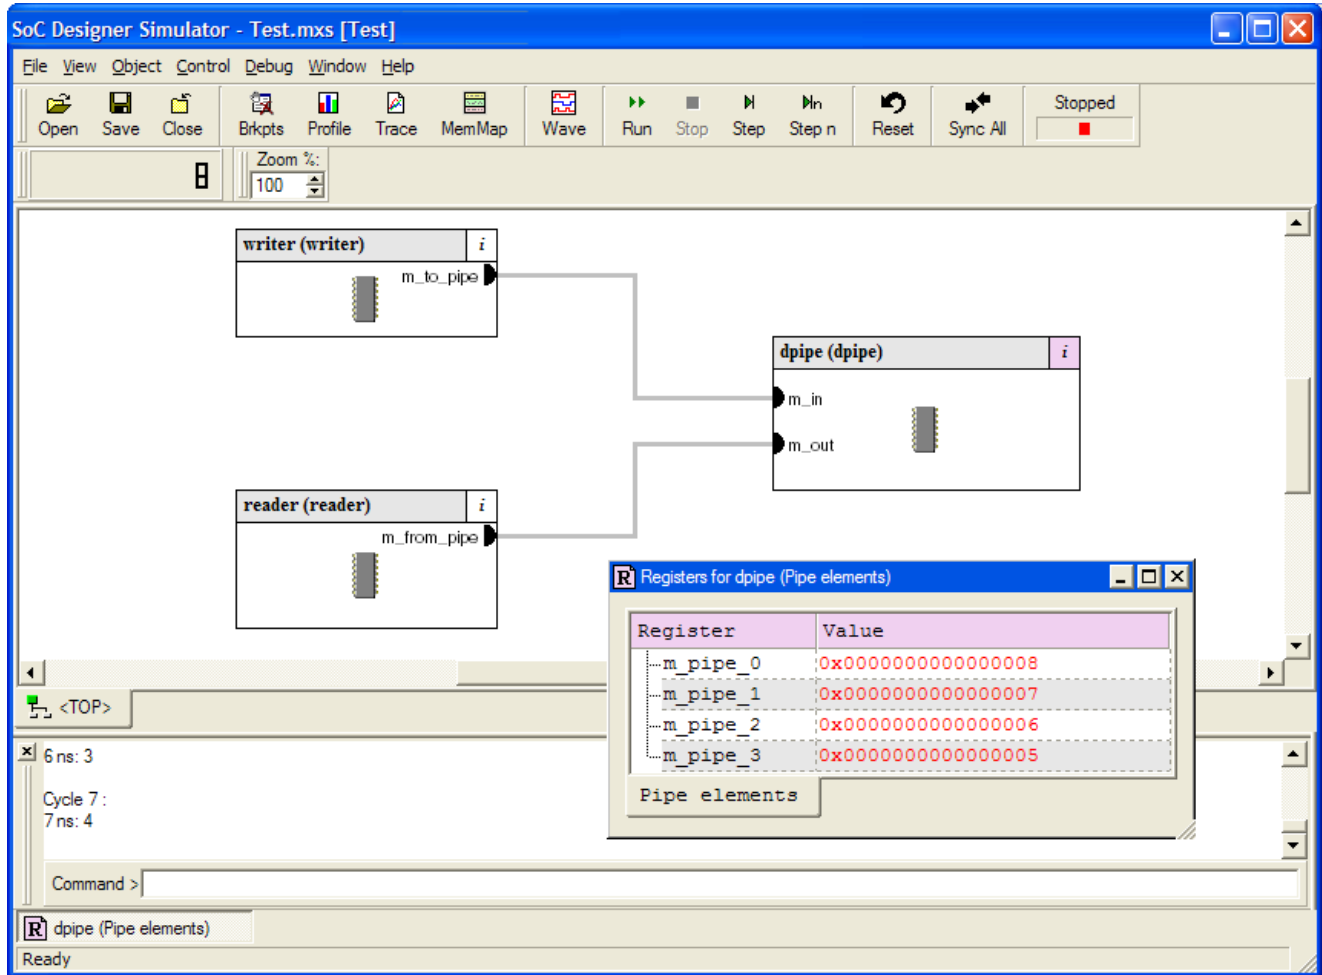 SoC Designer Simulator - Test.mxs [Test]
File View Object Control Debug Window Help
Open Save Close Brkpts Profile Trace MemMap Wave Run Stop Step Step n Reset Sync All Stopped
8 Zoom %:
100
writer (writer) i
m_to_pipe
dpipe (dpipe) i
m_in
m_out
reader (reader) i
m_from_pipe
R Registers for dpipe (Pipe elements)
Register Value
m_pipe_0 0x0000000000000008
m_pipe_1 0x0000000000000007
m_pipe_2 0x0000000000000006
m_pipe_3 0x0000000000000005
Pipe elements
<TOP>
6 ns: 3
Cycle 7 :
7 ns: 4
Command >
R dpipe (Pipe elements)
Ready